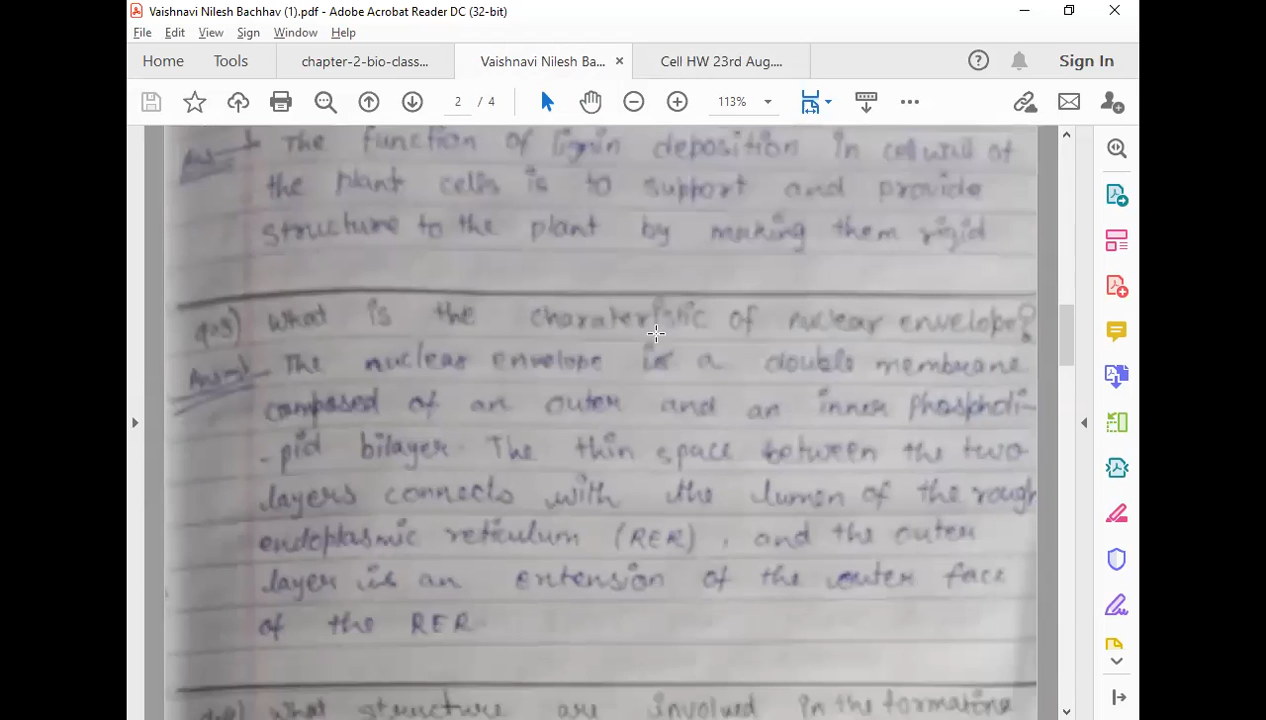 Vaishnavi Nilesh Bachhav (1).pdf - Adobe Acrobat Reader DC (32-bit)
File Edit View Sign Window Help
Home Tools chapter-2-bio-class... Vaishnavi Nilesh Ba... × Cell HW 23rd Aug.... Sign In
2 / 4 113%
Ans → The function of lignin deposition in cell wall of
the plant cells is to support and provide
structure to the plant by making them rigid
What is the charateristic of nuclear envelope?
Ans → The nuclear envelope is a double membrane
composed of an outer and an inner phospholi-
-pid bilayer. The thin space between the two
layers connects with the lumen of the rough
endoplasmic reticulum (RER), and the outer
layer is an extension of the outer face
of the RER
What structure are involved in the formations